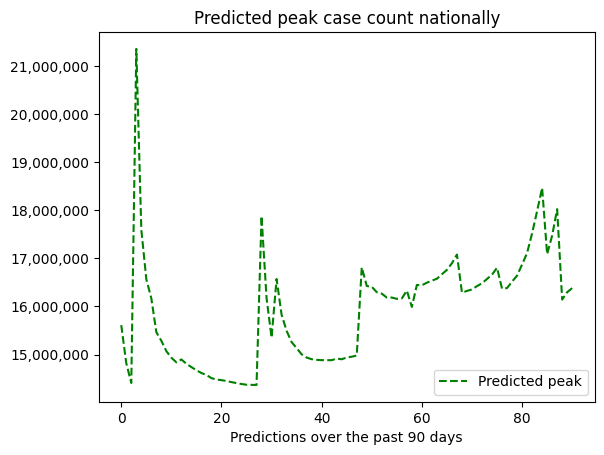 Predicted peak case count nationally
21,000,000
20,000,000
19,000,000
18,000,000
17,000,000
16,000,000
15,000,000
Predicted peak
0 20 40 60 80
Predictions over the past 90 days